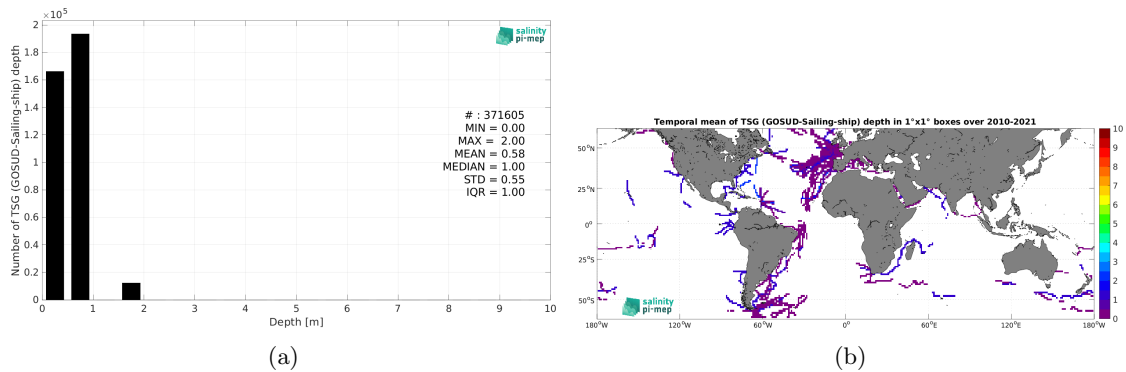 ×10⁵
2
1.8
1.6
1.4
1.2
1
0.8
0.6
0.4
0.2
0
Number of TSG (GOSUD-Sailing-ship) depth
salinity
pi-mep
# : 371605
MIN = 0.00
MAX = 2.00
MEAN = 0.58
MEDIAN = 1.00
STD = 0.55
IQR = 1.00
0 1 2 3 4 5 6 7 8 9 10
Depth [m]
(a)
Temporal mean of TSG (GOSUD-Sailing-ship) depth in 1°x1° boxes over 2010-2021
50°N
25°N
0°
25°S
50°S
salinity
pi-mep
180°W 120°W 60°W 0° 60°E 120°E 180°W
10
9
8
7
6
5
4
3
2
1
0
(b)